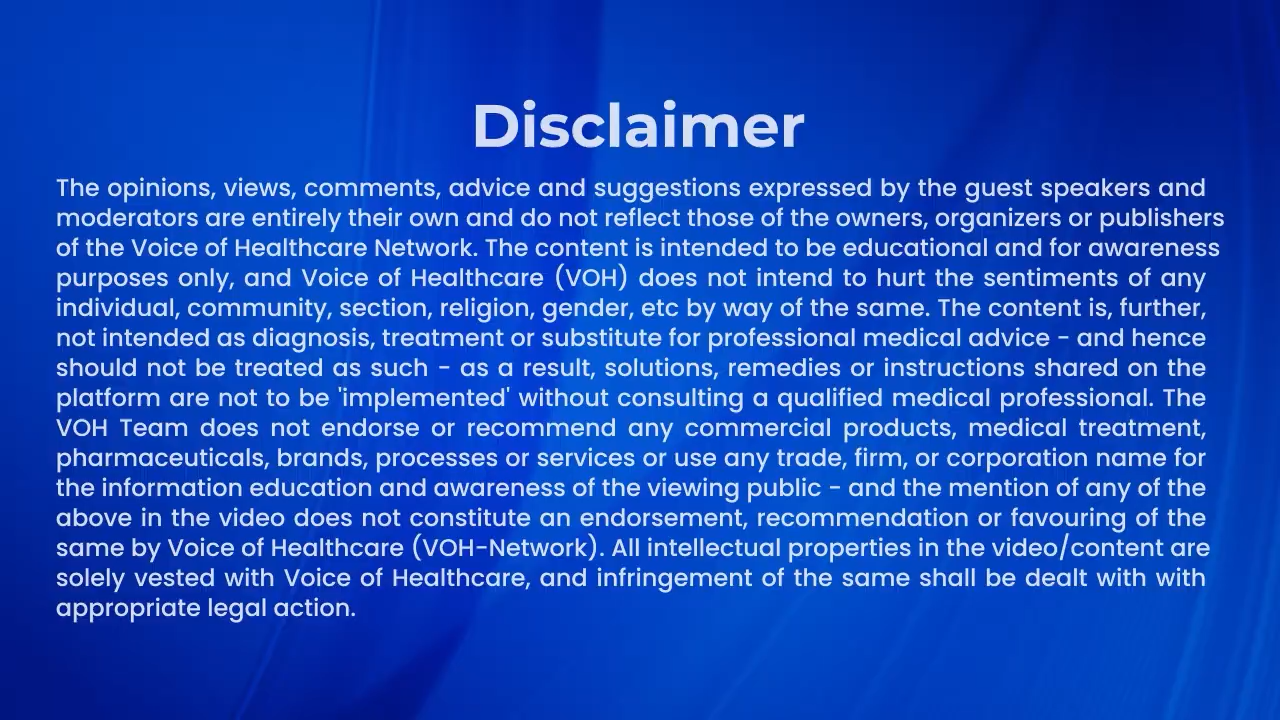 Disclaimer
The opinions, views, comments, advice and suggestions expressed by the guest speakers and
moderators are entirely their own and do not reflect those of the owners, organizers or publishers
of the Voice of Healthcare Network. The content is intended to be educational and for awareness
purposes only, and Voice of Healthcare (VOH) does not intend to hurt the sentiments of any
individual, community, section, religion, gender, etc by way of the same. The content is, further,
not intended as diagnosis, treatment or substitute for professional medical advice - and hence
should not be treated as such - as a result, solutions, remedies or instructions shared on the
platform are not to be 'implemented' without consulting a qualified medical professional. The
VOH Team does not endorse or recommend any commercial products, medical treatment,
pharmaceuticals, brands, processes or services or use any trade, firm, or corporation name for
the information education and awareness of the viewing public - and the mention of any of the
above in the video does not constitute an endorsement, recommendation or favouring of the
same by Voice of Healthcare (VOH-Network). All intellectual properties in the video/content are
solely vested with Voice of Healthcare, and infringement of the same shall be dealt with with
appropriate legal action.